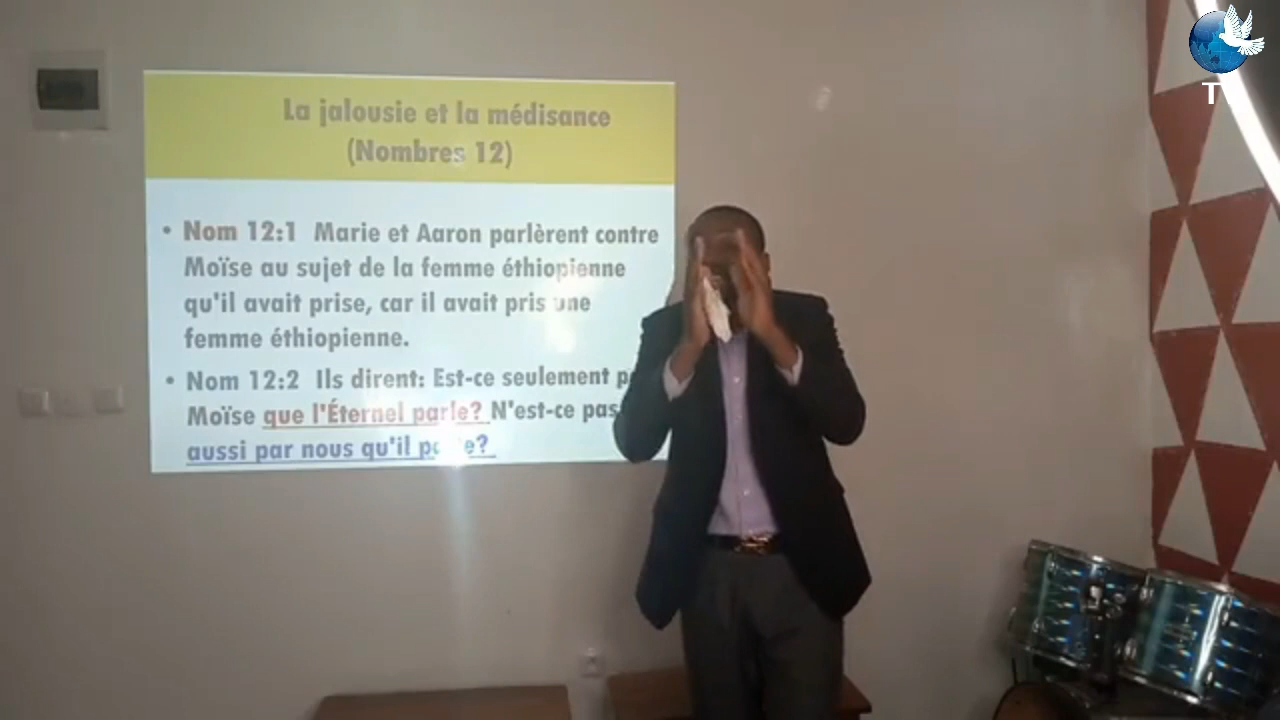 La jalousie et la médisance
(Nombres 12)
• Nom 12:1 Marie et Aaron parlèrent contre
Moïse au sujet de la femme éthiopienne
qu'il avait prise, car il avait pris une
femme éthiopienne.
• Nom 12:2 Ils dirent: Est-ce seulement
Moïse que l'Éternel parle? N'est-ce pas
aussi par nous qu'il